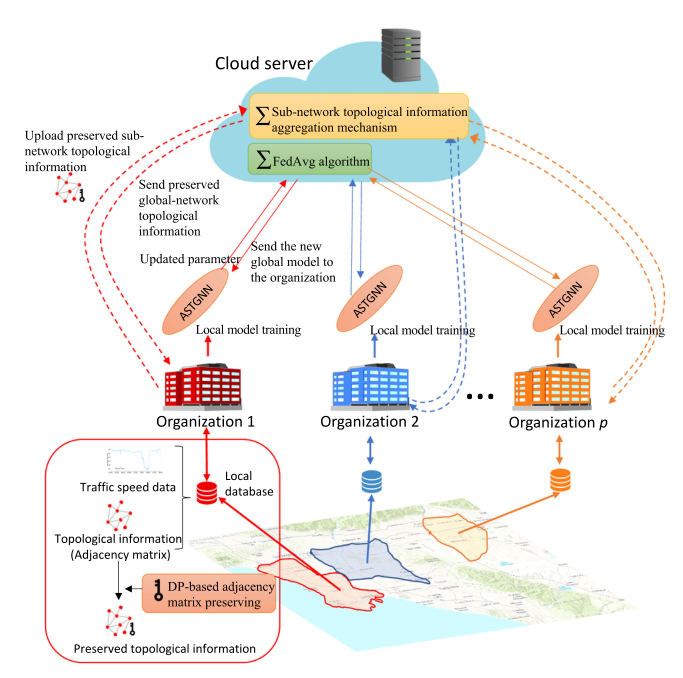 Cloud server
∑ Sub-network topological information
aggregation mechanism
∑ FedAvg algorithm
Upload preserved sub-
network topological
information
Send preserved
global-network
topological
information
Updated parameter
Send the new
global model to
the organization
ASTGNN
ASTGNN
ASTGNN
Local model training
Local model training
Local model training
Organization 1
Organization 2
...
Organization p
Traffic speed data
Local
database
Topological information
(Adjacency matrix)
DP-based adjacency
matrix preserving
Preserved topological information